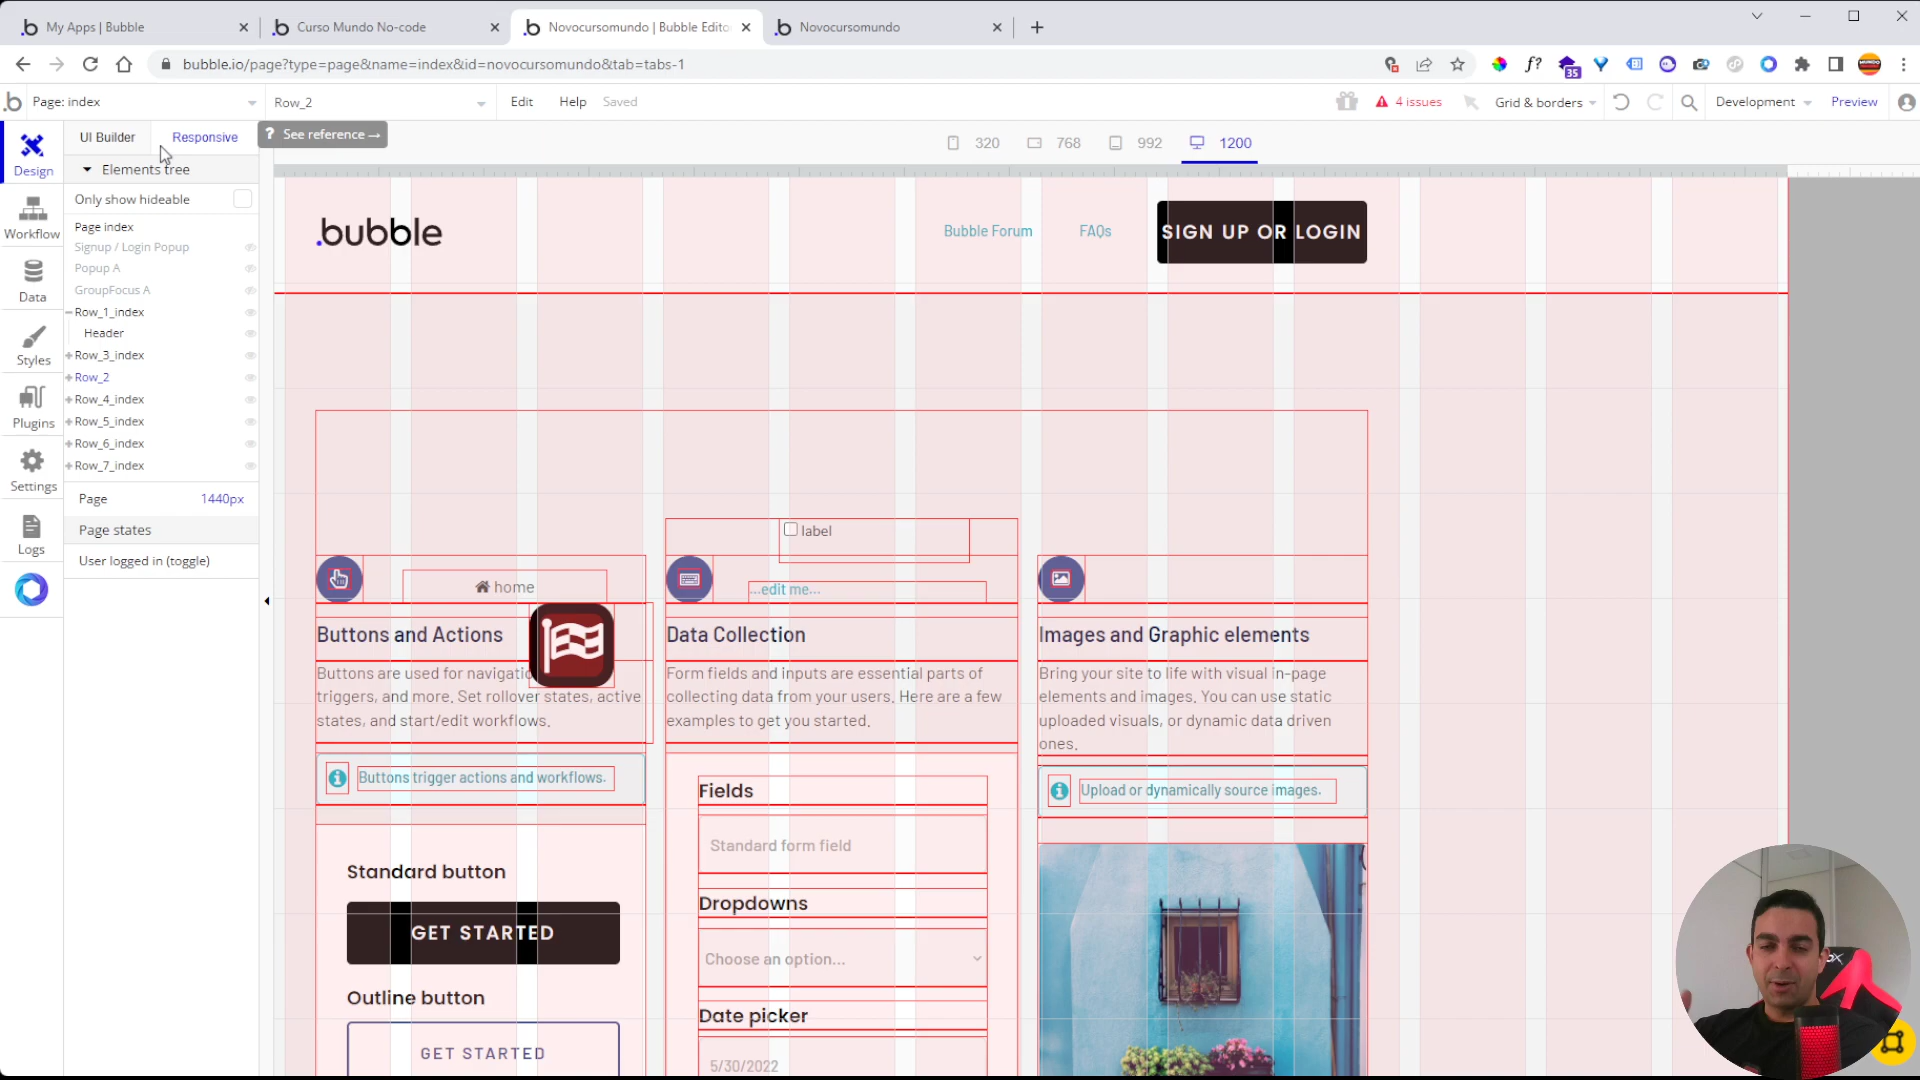 My Apps | Bubble
Curso Mundo No-code
Novocursomundo | Bubble Edito
Novocursomundo
bubble.io/page?type=page&name=index&id=novocursomundo&tab=tabs-1
f?
35
b
Page: index
Row_2
Edit
Help
Saved
4 issues
Grid & borders
Development
Preview
UI Builder
Responsive
? See reference →
320
768
992
1200
Design
Elements tree
Only show hideable
Workflow
Page index
Signup / Login Popup
Popup A
GroupFocus A
Data
Row_1_index
Header
Styles
Row_3_index
Row_2
Row_4_index
Plugins
Row_5_index
Row_6_index
Row_7_index
Settings
Page
1440px
Page states
Logs
User logged in (toggle)
.bubble
Bubble Forum
FAQs
SIGN UP OR LOGIN
label
home
...edit me...
Buttons and Actions
Buttons are used for navigatio
triggers, and more. Set rollover states, active
states, and start/edit workflows.
Buttons trigger actions and workflows.
Standard button
GET STARTED
Outline button
GET STARTED
Data Collection
Form fields and inputs are essential parts of
collecting data from your users. Here are a few
examples to get you started.
Fields
Standard form field
Dropdowns
Choose an option...
Date picker
5/30/2022
Images and Graphic elements
Bring your site to life with visual in-page
elements and images. You can use static
uploaded visuals, or dynamic data driven
ones.
Upload or dynamically source images.